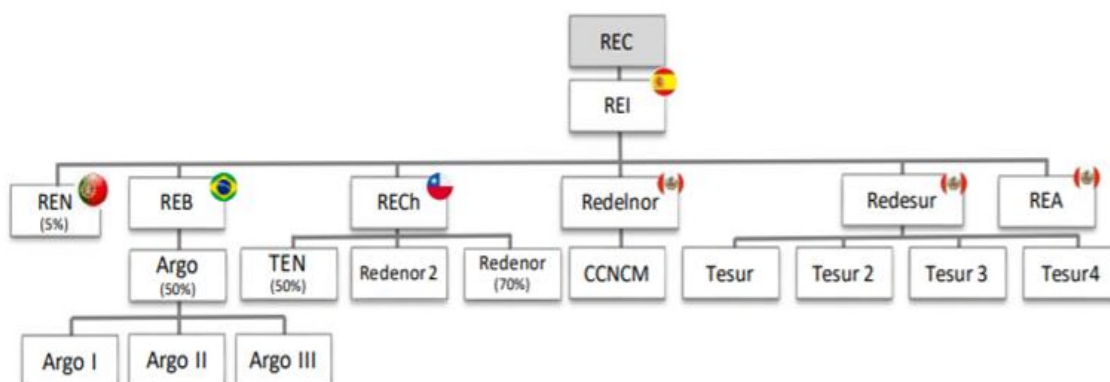 REC
REI
REN
(5%)
REB
RECh
Redelnor
Redesur
REA
Argo
(50%)
TEN
(50%)
Redenor 2
Redenor
(70%)
CCNCM
Tesur
Tesur 2
Tesur 3
Tesur4
Argo I
Argo II
Argo III